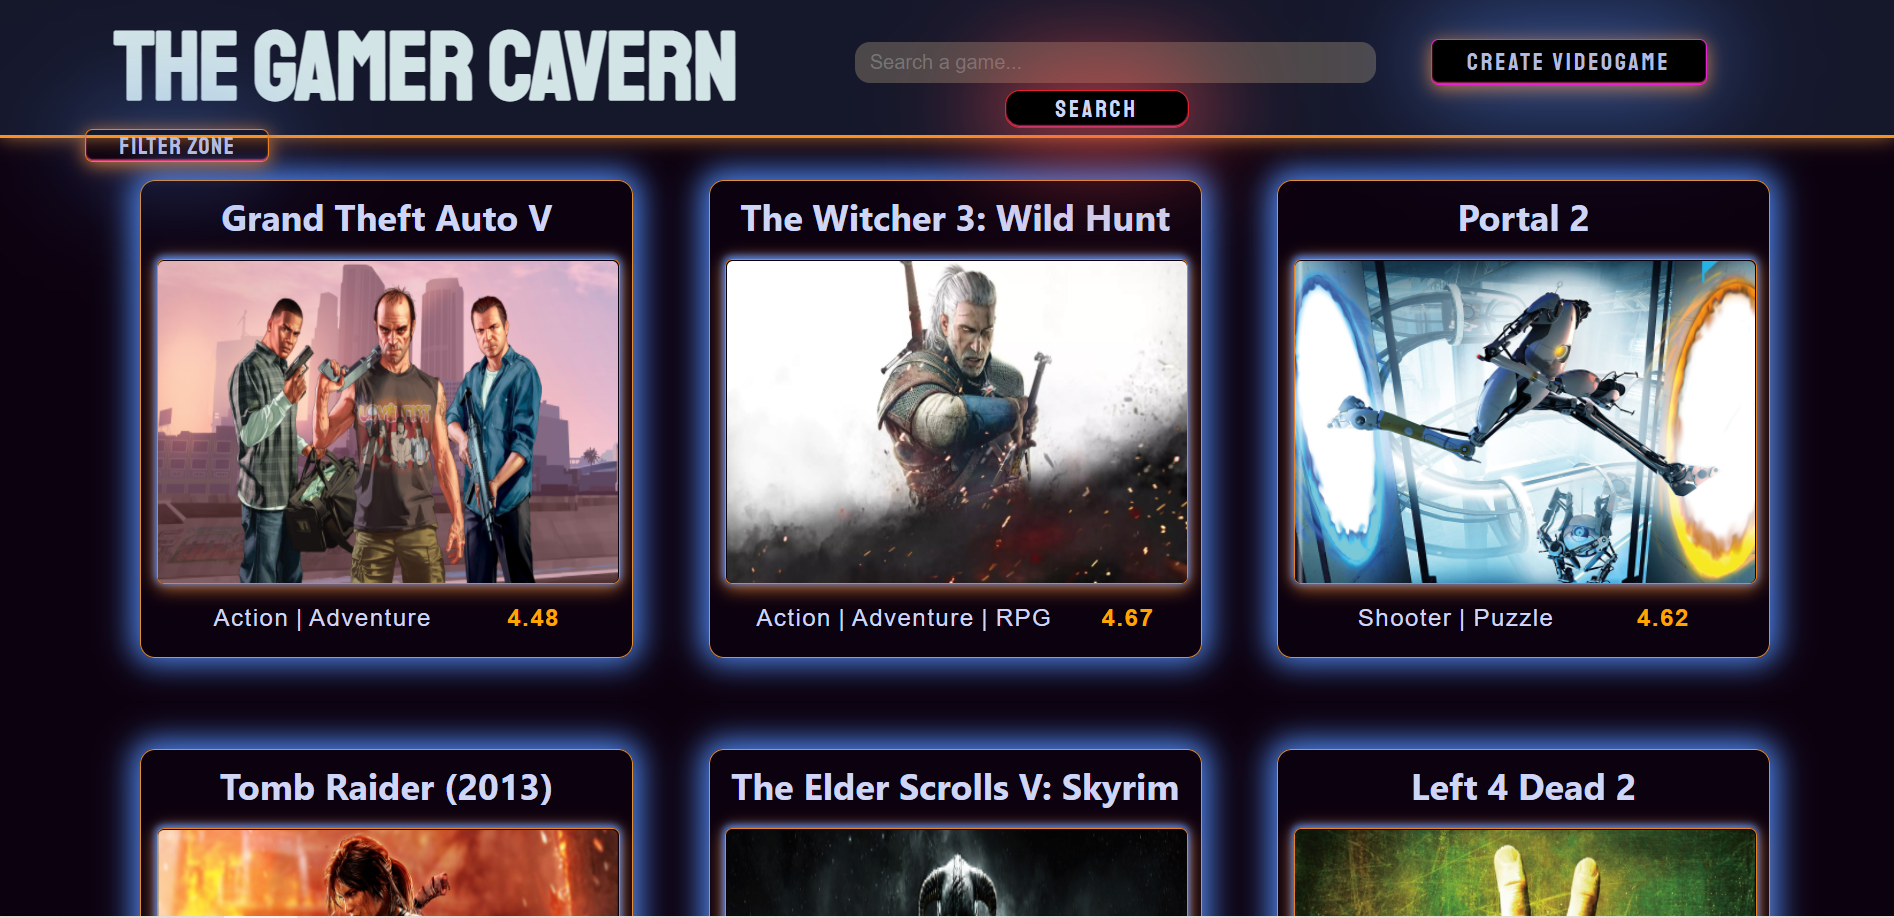 THE GAMER CAVERN
Search a game...
CREATE VIDEOGAME
SEARCH
FILTER ZONE
Grand Theft Auto V
The Witcher 3: Wild Hunt
Portal 2
Action | Adventure 4.48
Action | Adventure | RPG 4.67
Shooter | Puzzle 4.62
Tomb Raider (2013)
The Elder Scrolls V: Skyrim
Left 4 Dead 2